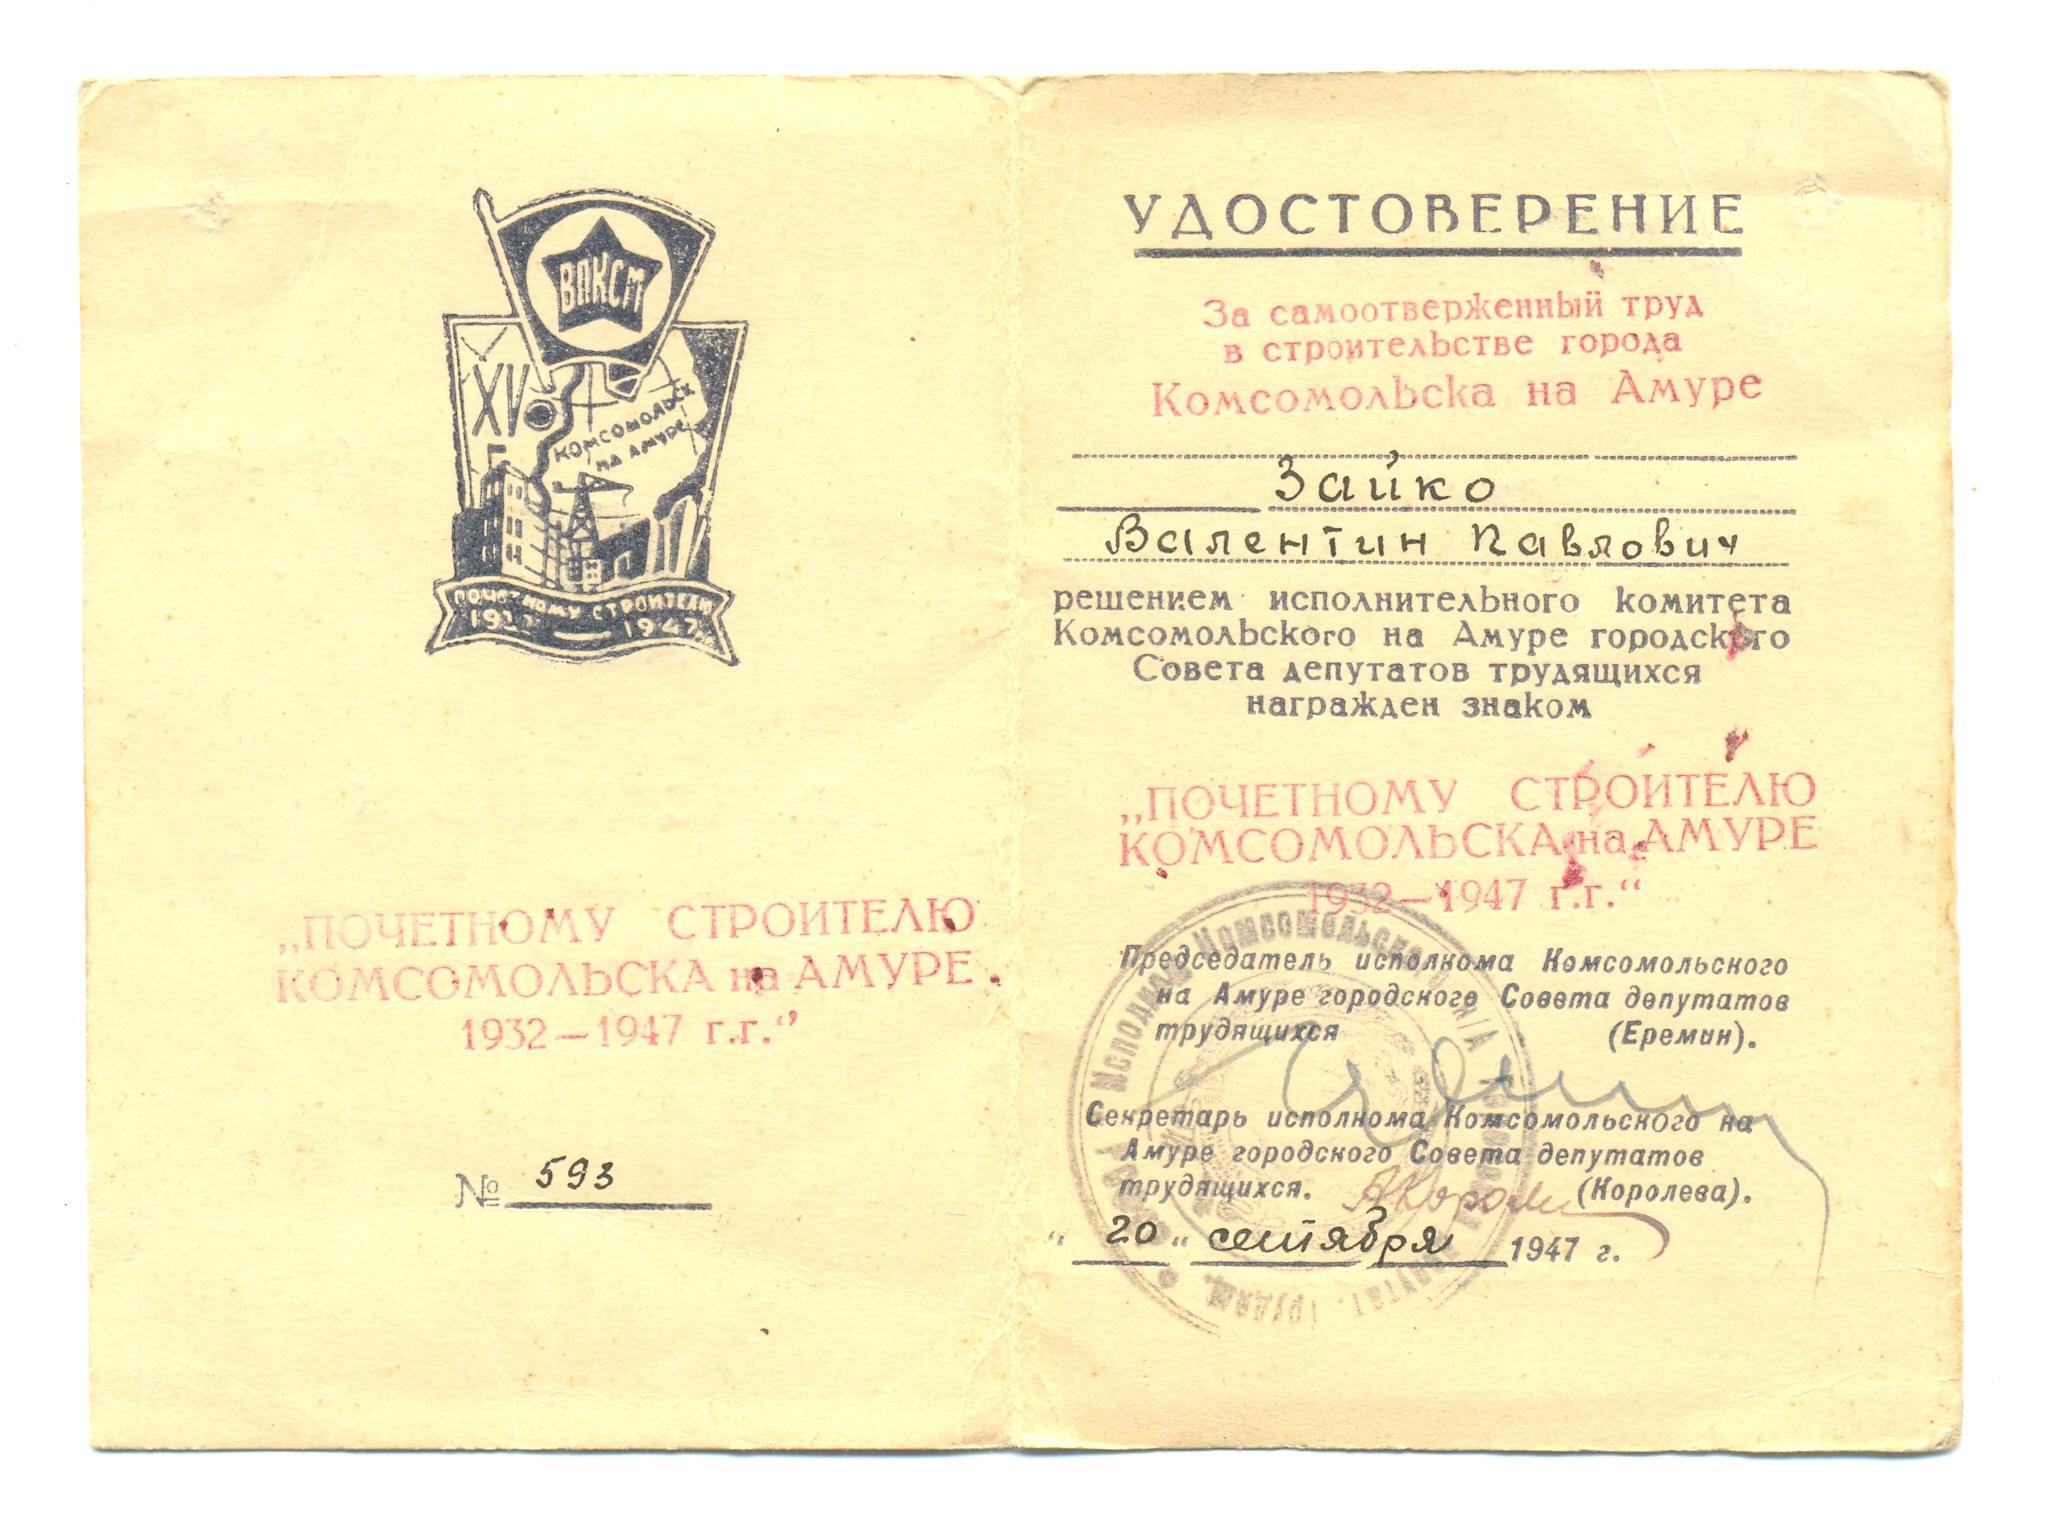 ВЛКСМ
XV
КОМСОМОЛЬСК
НА АМУРЕ
ПОЧЕТНОМУ СТРОИТЕЛЮ
1932 — 1947 гг.
„ПОЧЕТНОМУ СТРОИТЕЛЮ
КОМСОМОЛЬСКА на АМУРЕ
1932—1947 г.г.“
№ 593
УДОСТОВЕРЕНИЕ
За самоотверженный труд
в строительстве города
Комсомольска на Амуре
Зайко
Валентин Павлович
решением исполнительного комитета
Комсомольского на Амуре городского
Совета депутатов трудящихся
награжден знаком
„ПОЧЕТНОМУ СТРОИТЕЛЮ
КОМСОМОЛЬСКА на АМУРЕ
1932—1947 г.г.“
Председатель исполкома Комсомольского
на Амуре городского Совета депутатов
трудящихся (Еремин).
Секретарь исполкома Комсомольского на
Амуре городского Совета депутатов
трудящихся. (Королева).
„ 20 “ сентября 1947 г.